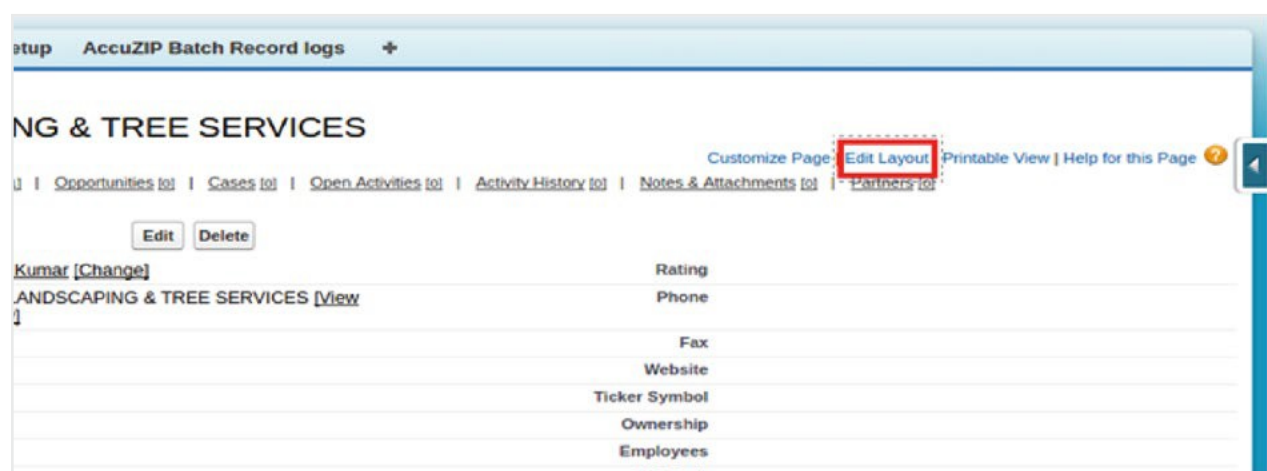 AccuZIP Batch Record logs +
NG & TREE SERVICES
Customize Page Edit Layout Printable View | Help for this Page ?
| Opportunities [0] | Cases [0] | Open Activities [0] | Activity History [0] | Notes & Attachments [0] | Partners [0]
Edit Delete
Kumar [Change] Rating
LANDSCAPING & TREE SERVICES [View Phone
Fax
Website
Ticker Symbol
Ownership
Employees